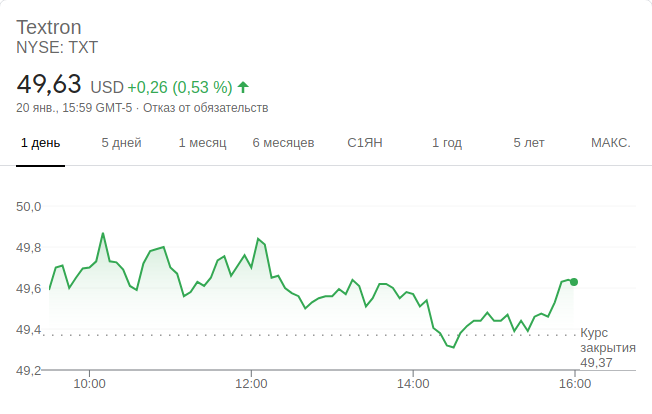 Textron
NYSE: TXT
49,63 USD +0,26 (0,53 %)
20 янв., 15:59 GMT-5 · Отказ от обязательств
1 день 5 дней 1 месяц 6 месяцев С1ЯН 1 год 5 лет МАКС.
50,0
49,8
49,6
49,4
Курс
закрытия
49,37
49,2
10:00 12:00 14:00 16:00